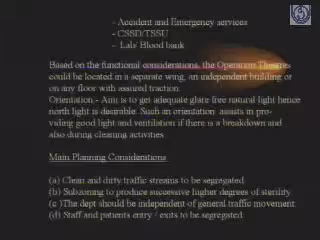 - Accident and Emergency services
- CSSD/TSSU
- Lab/ Blood bank
Based on the functional considerations, the Operation Theatres
could be located in a separate wing, an independent building or
on any floor with assured traction.
Orientation:- Aim is to get adequate glare free natural light hence
north light is desirable. Such an orientation assists in pro-
viding good light and ventilation if there is a breakdown and
also during cleaning activities
Main Planning Considerations
(a) Clean and dirty traffic streams to be segregated.
(b) Subzoning to produce successive higher degrees of sterility.
(c )The dept should be independent of general traffic movement.
(d) Staff and patients entry / exits to be segregated.